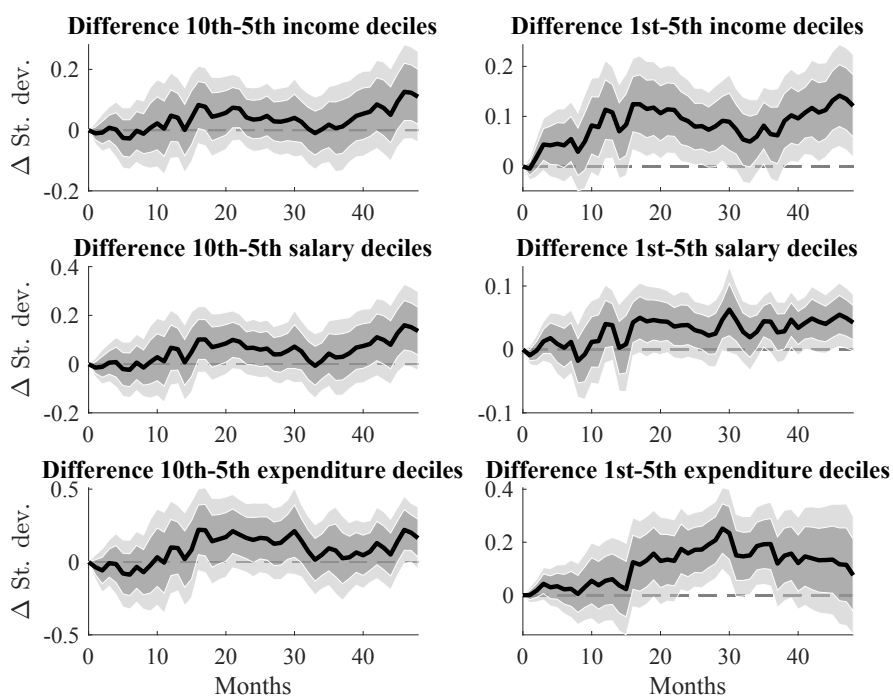 Difference 10th-5th income deciles
Δ St. dev.
0.2
0
-0.2
0 10 20 30 40
Difference 1st-5th income deciles
0.2
0.1
0
0 10 20 30 40
Difference 10th-5th salary deciles
Δ St. dev.
0.4
0.2
0
-0.2
0 10 20 30 40
Difference 1st-5th salary deciles
0.1
0
-0.1
0 10 20 30 40
Difference 10th-5th expenditure deciles
Δ St. dev.
0.5
0
-0.5
0 10 20 30 40
Months
Difference 1st-5th expenditure deciles
0.4
0.2
0
0 10 20 30 40
Months